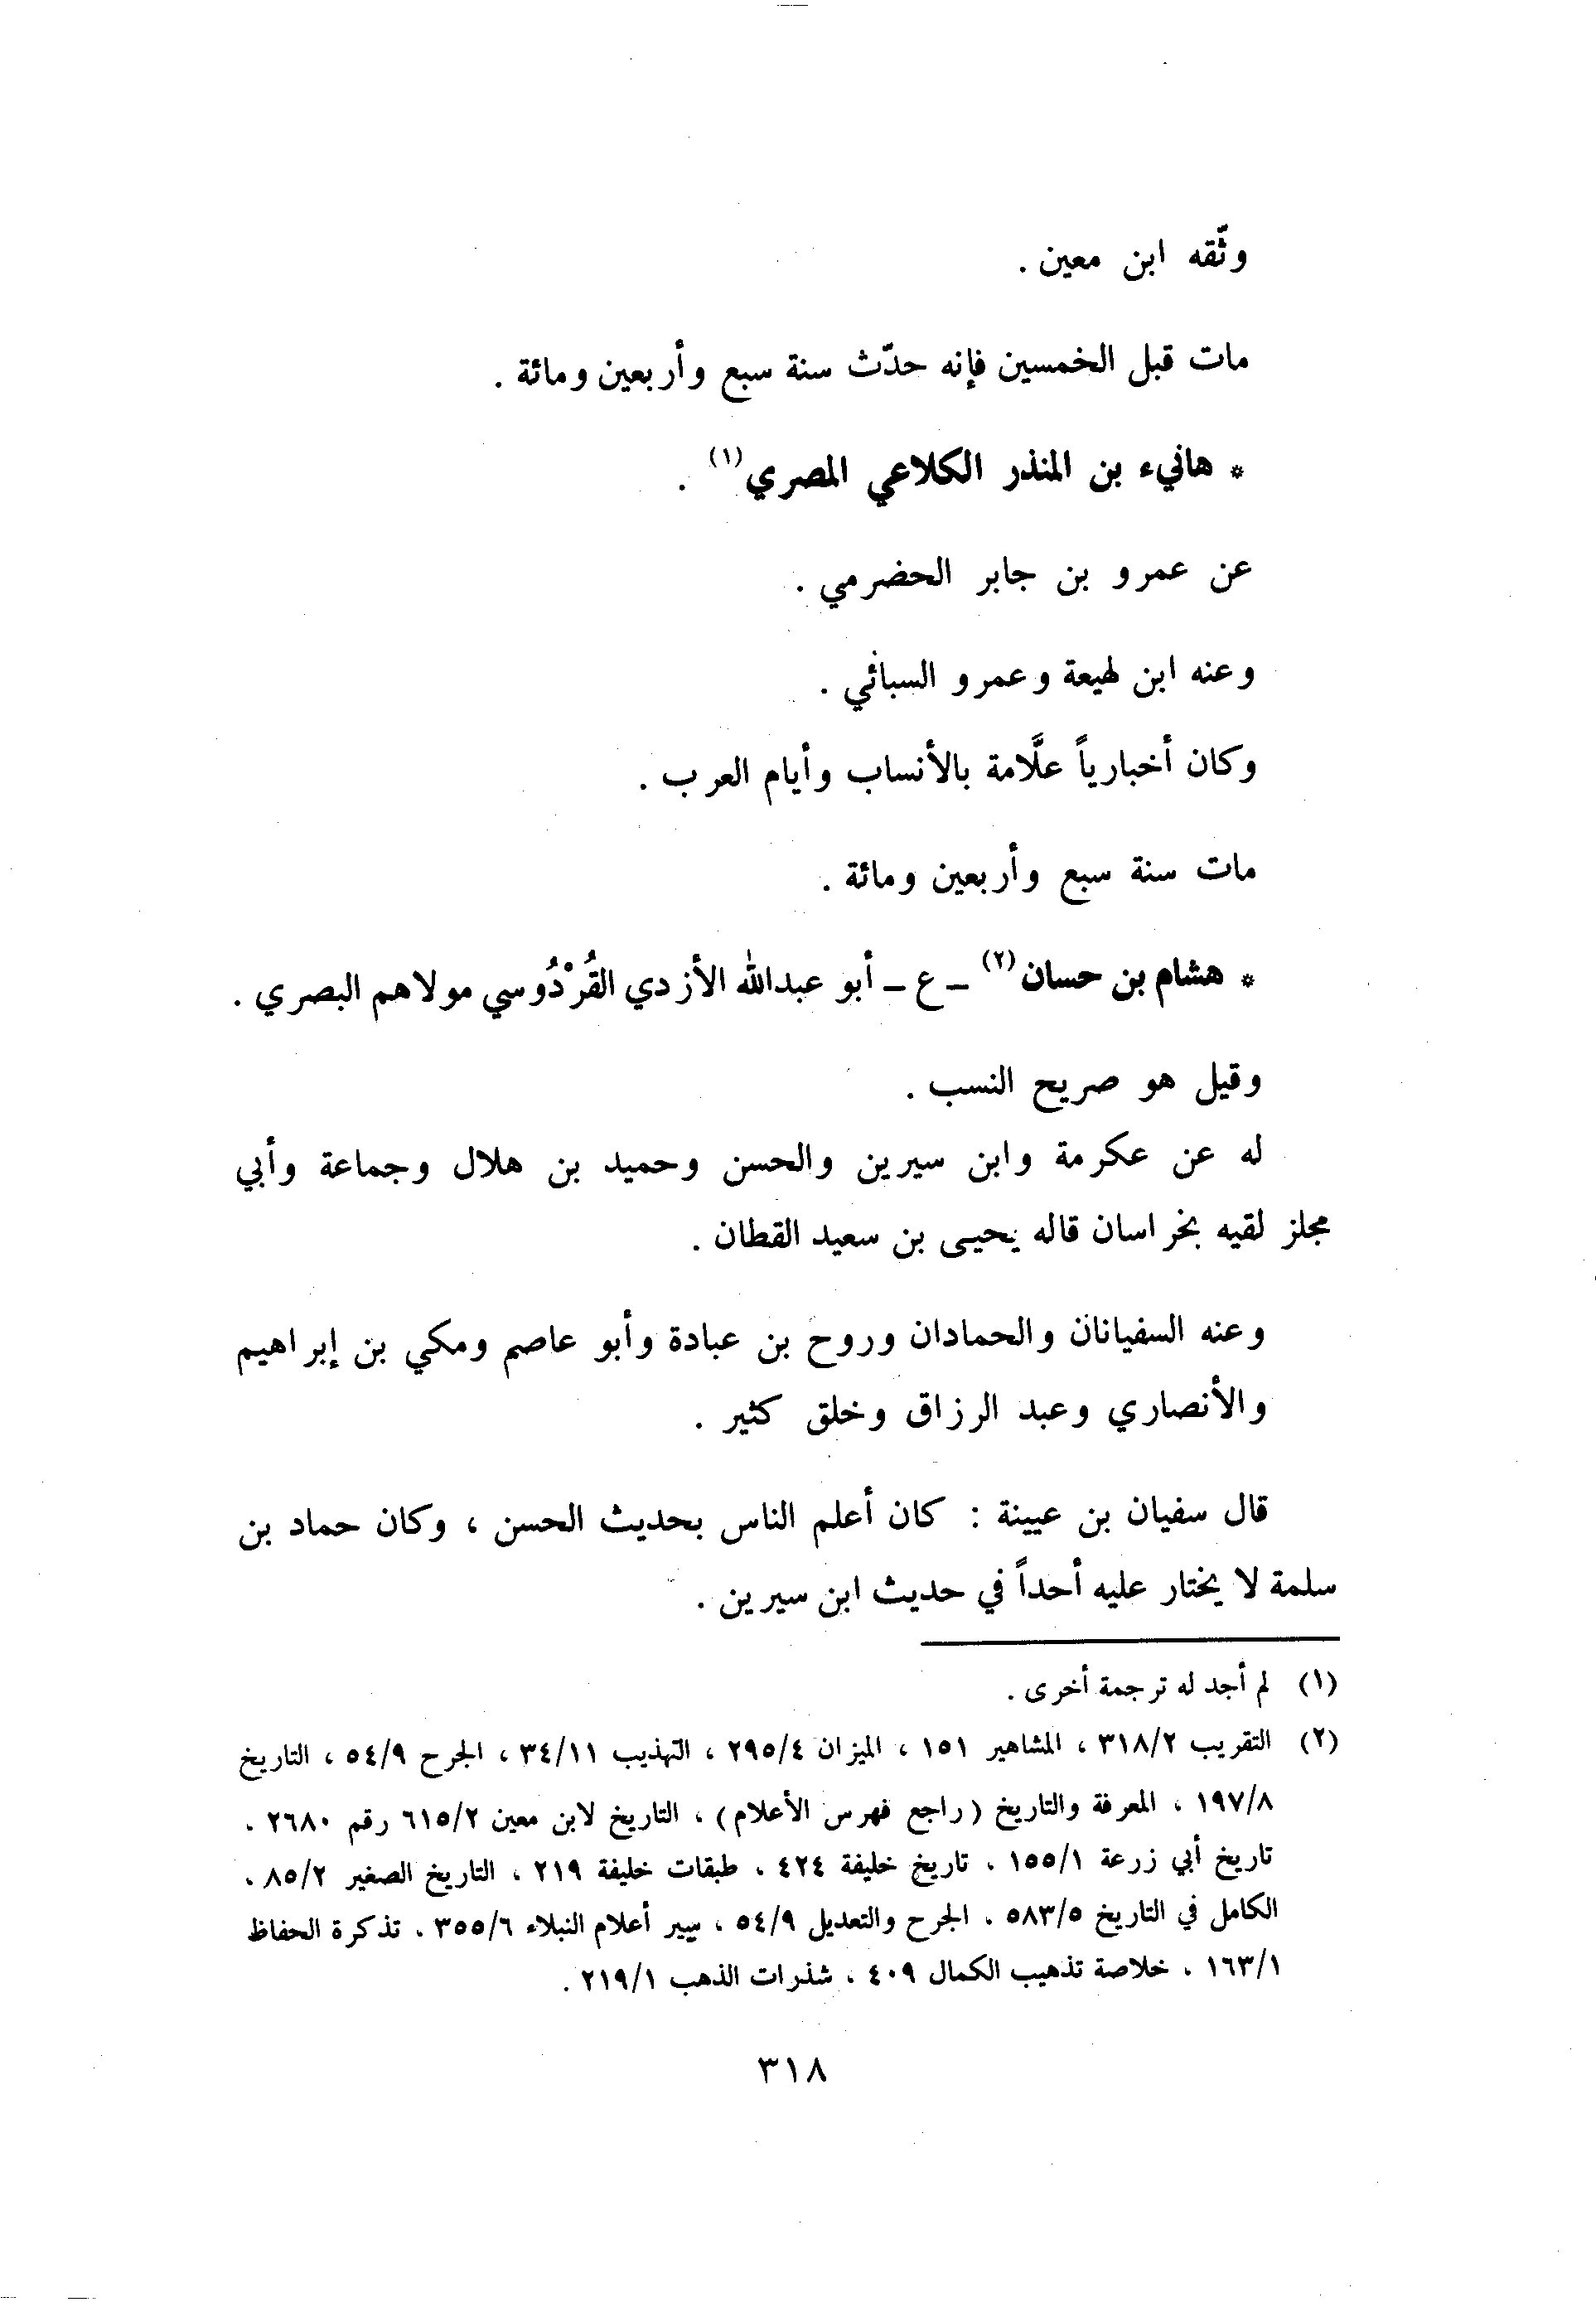 وثّقه ابن معين .
مات قبل الخمسين فإنه حدّث سنة سبع وأربعين ومائة .
* هانيء بن المنذر الكلاعي المصري(١) .
عن عمرو بن جابر الحضرمي .
وعنه ابن لهيعة وعمرو السبائي .
وكان أخبارياً علَّامة بالأنساب وأيام العرب .
مات سنة سبع وأربعين ومائة .
* هشام بن حسان(٢) ـ ع ـ أبو عبدالله الأزدي القُرْدُوسي مولاهم البصري .
وقيل هو صريح النسب .
له عن عكرمة وابن سيرين والحسن وحميد بن هلال وجماعة وأبي
مجلز لقيه بخراسان قاله يحيى بن سعيد القطان .
وعنه السفيانان والحمادان وروح بن عبادة وأبو عاصم ومكي بن إبراهيم
والأنصاري وعبد الرزاق وخلق كثير .
قال سفيان بن عيينة : كان أعلم الناس بحديث الحسن ، وكان حماد بن
سلمة لا يختار عليه أحداً في حديث ابن سيرين .
(١) لم أجد له ترجمة أخرى .
(٢) التقريب ٣١٨/٢ ، المشاهير ١٥١ ، الميزان ٢٩٥/٤ ، التهذيب ٣٤/١١ ، الجرح ٥٤/٩ ، التاريخ
١٩٧/٨ ، المعرفة والتاريخ (راجع فهرس الأعلام) ، التاريخ لابن معين ٦١٥/٢ رقم ٢٦٨٠ .
تاريخ أبي زرعة ١٥٥/١ . تاريخ خليفة ٤٢٤ . طبقات خليفة ٢١٩ . التاريخ الصغير ٨٥/٢ .
الكامل في التاريخ ٥٨٣/٥ . الجرح والتعديل ٥٤/٩ ، سير أعلام النبلاء ٣٥٥/٦ . تذكرة الحفاظ
١٦٣/١ . خلاصة تذهيب الكمال ٤٠٩ . شذرات الذهب ٢١٩/١ .
٣١٨